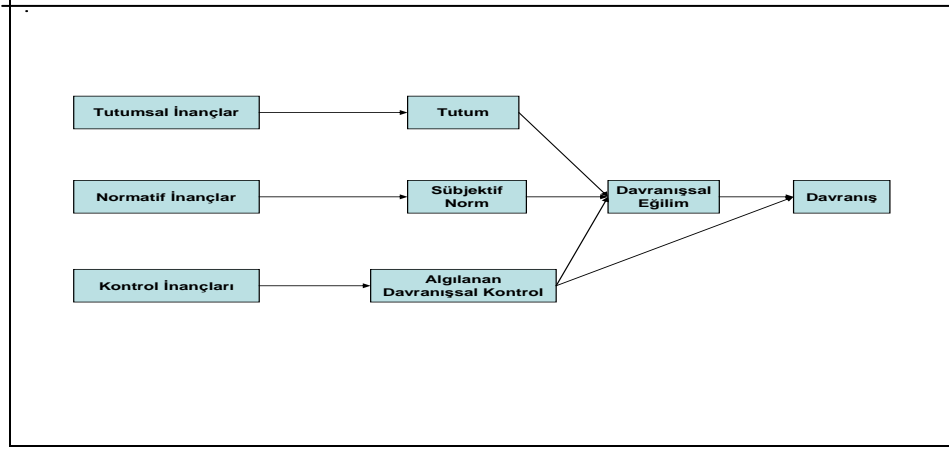 Tutumsal İnançlar
Tutum
Normatif İnançlar
Sübjektif
Norm
Davranışsal
Eğilim
Davranış
Kontrol İnançları
Algılanan
Davranışsal Kontrol